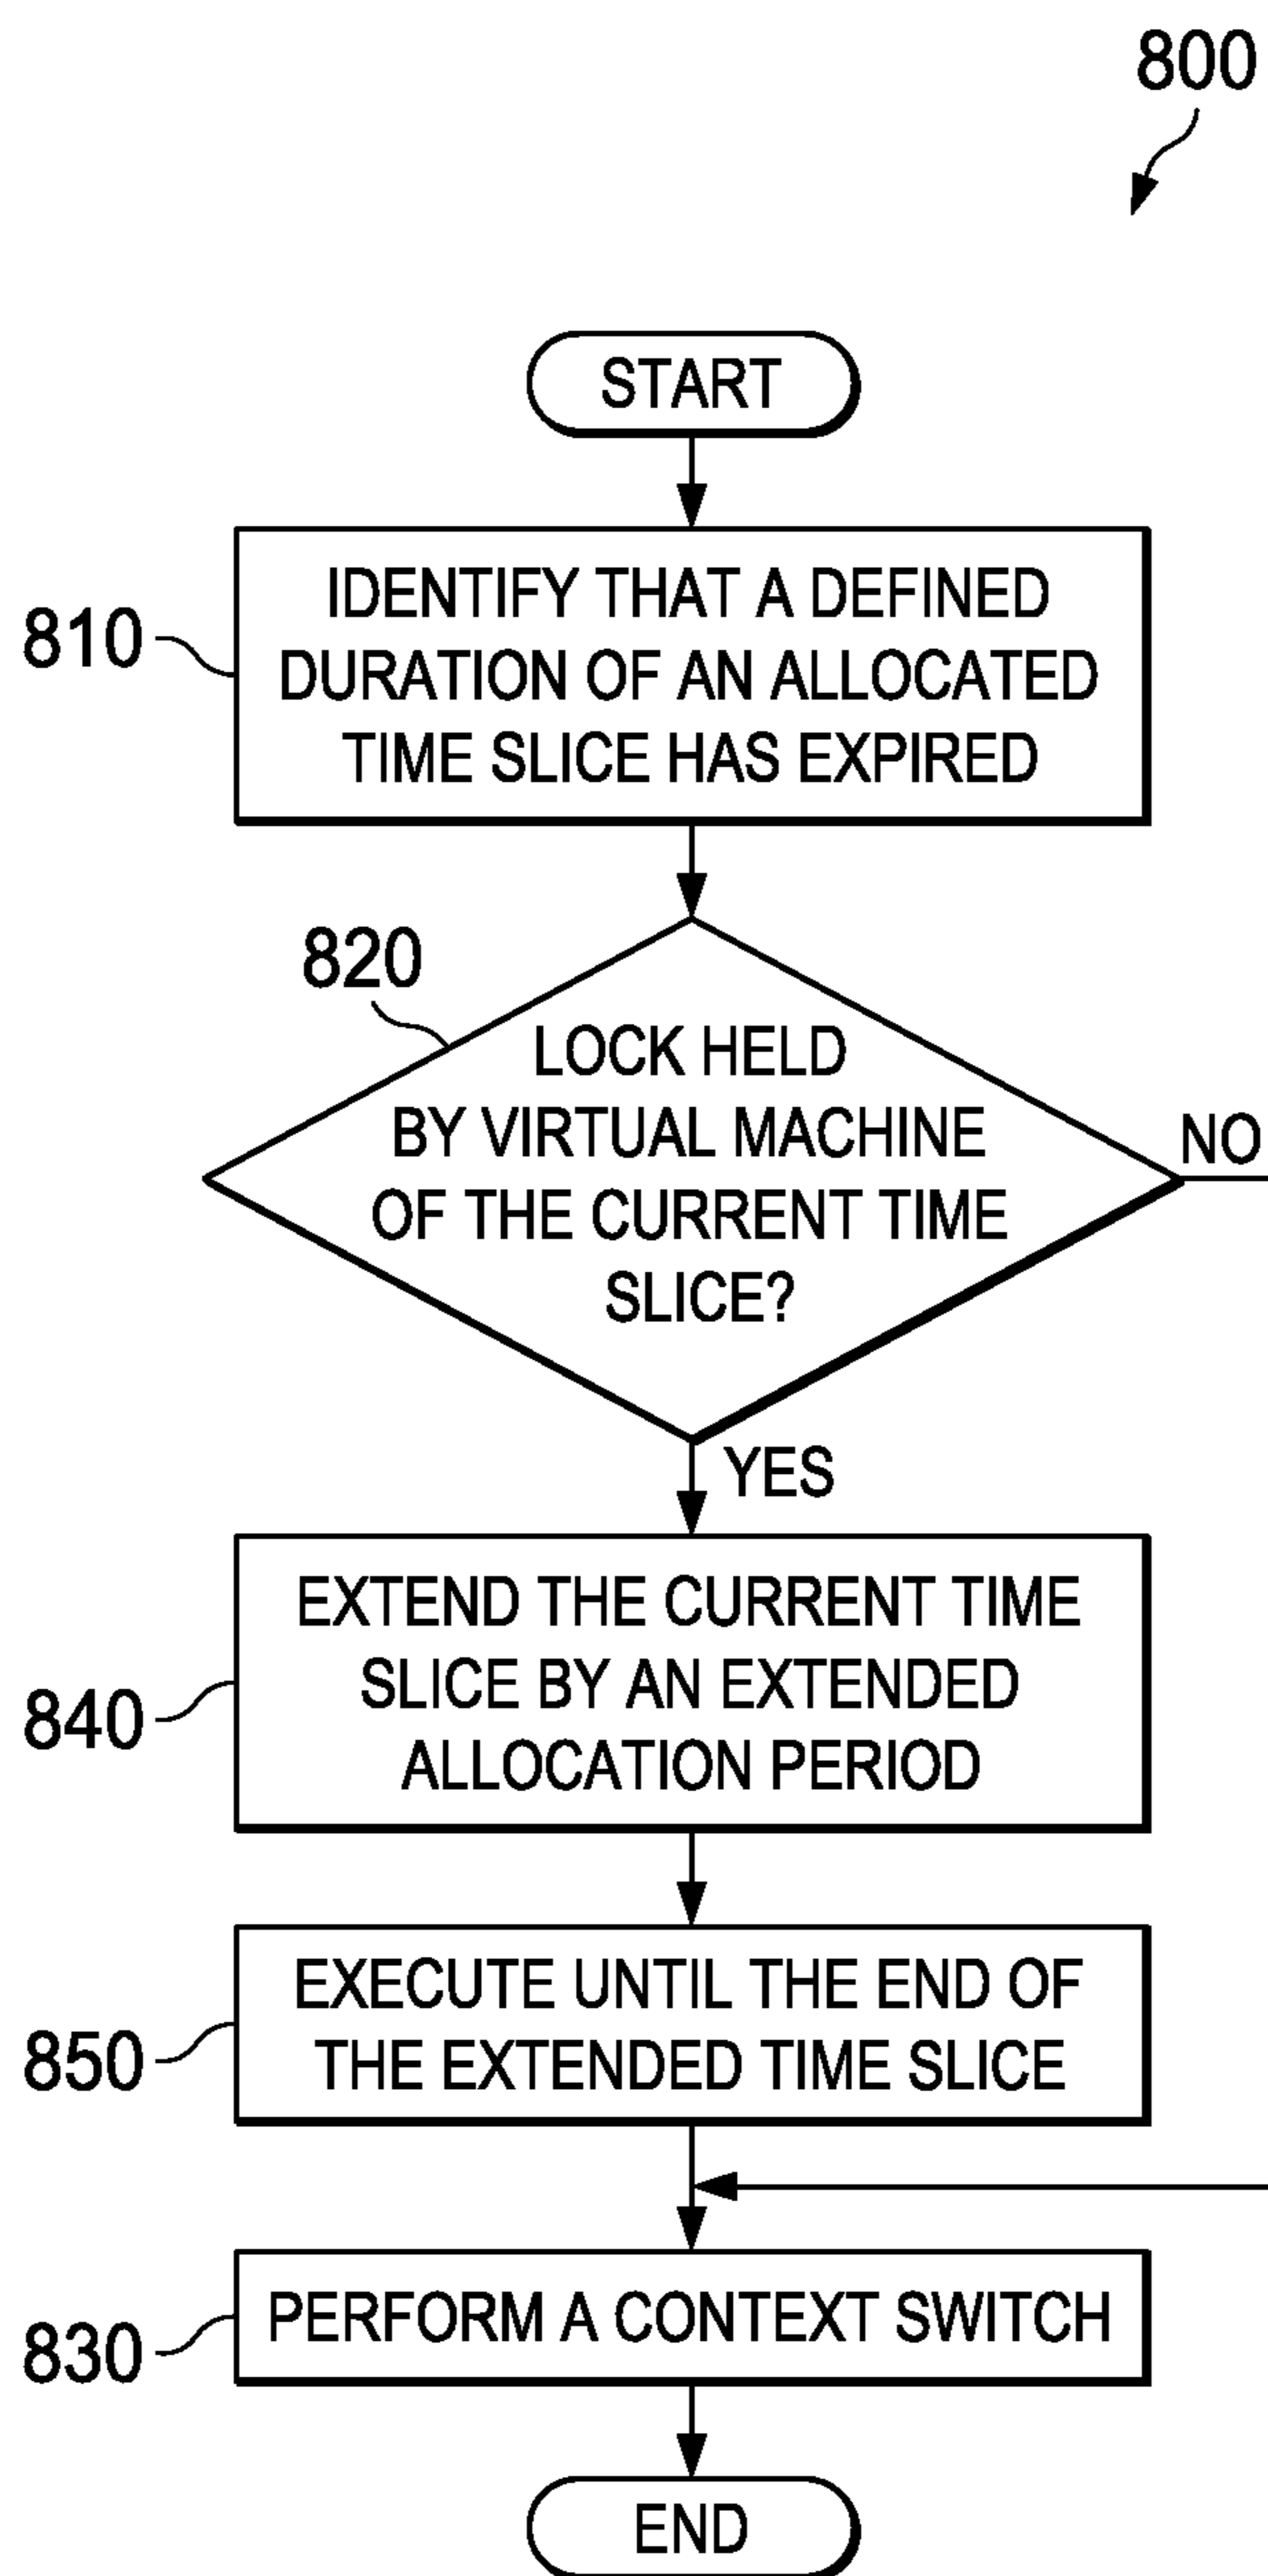 800
START
810
IDENTIFY THAT A DEFINED
DURATION OF AN ALLOCATED
TIME SLICE HAS EXPIRED
820
LOCK HELD
BY VIRTUAL MACHINE
OF THE CURRENT TIME
SLICE?
NO
YES
840
EXTEND THE CURRENT TIME
SLICE BY AN EXTENDED
ALLOCATION PERIOD
850
EXECUTE UNTIL THE END OF
THE EXTENDED TIME SLICE
830
PERFORM A CONTEXT SWITCH
END